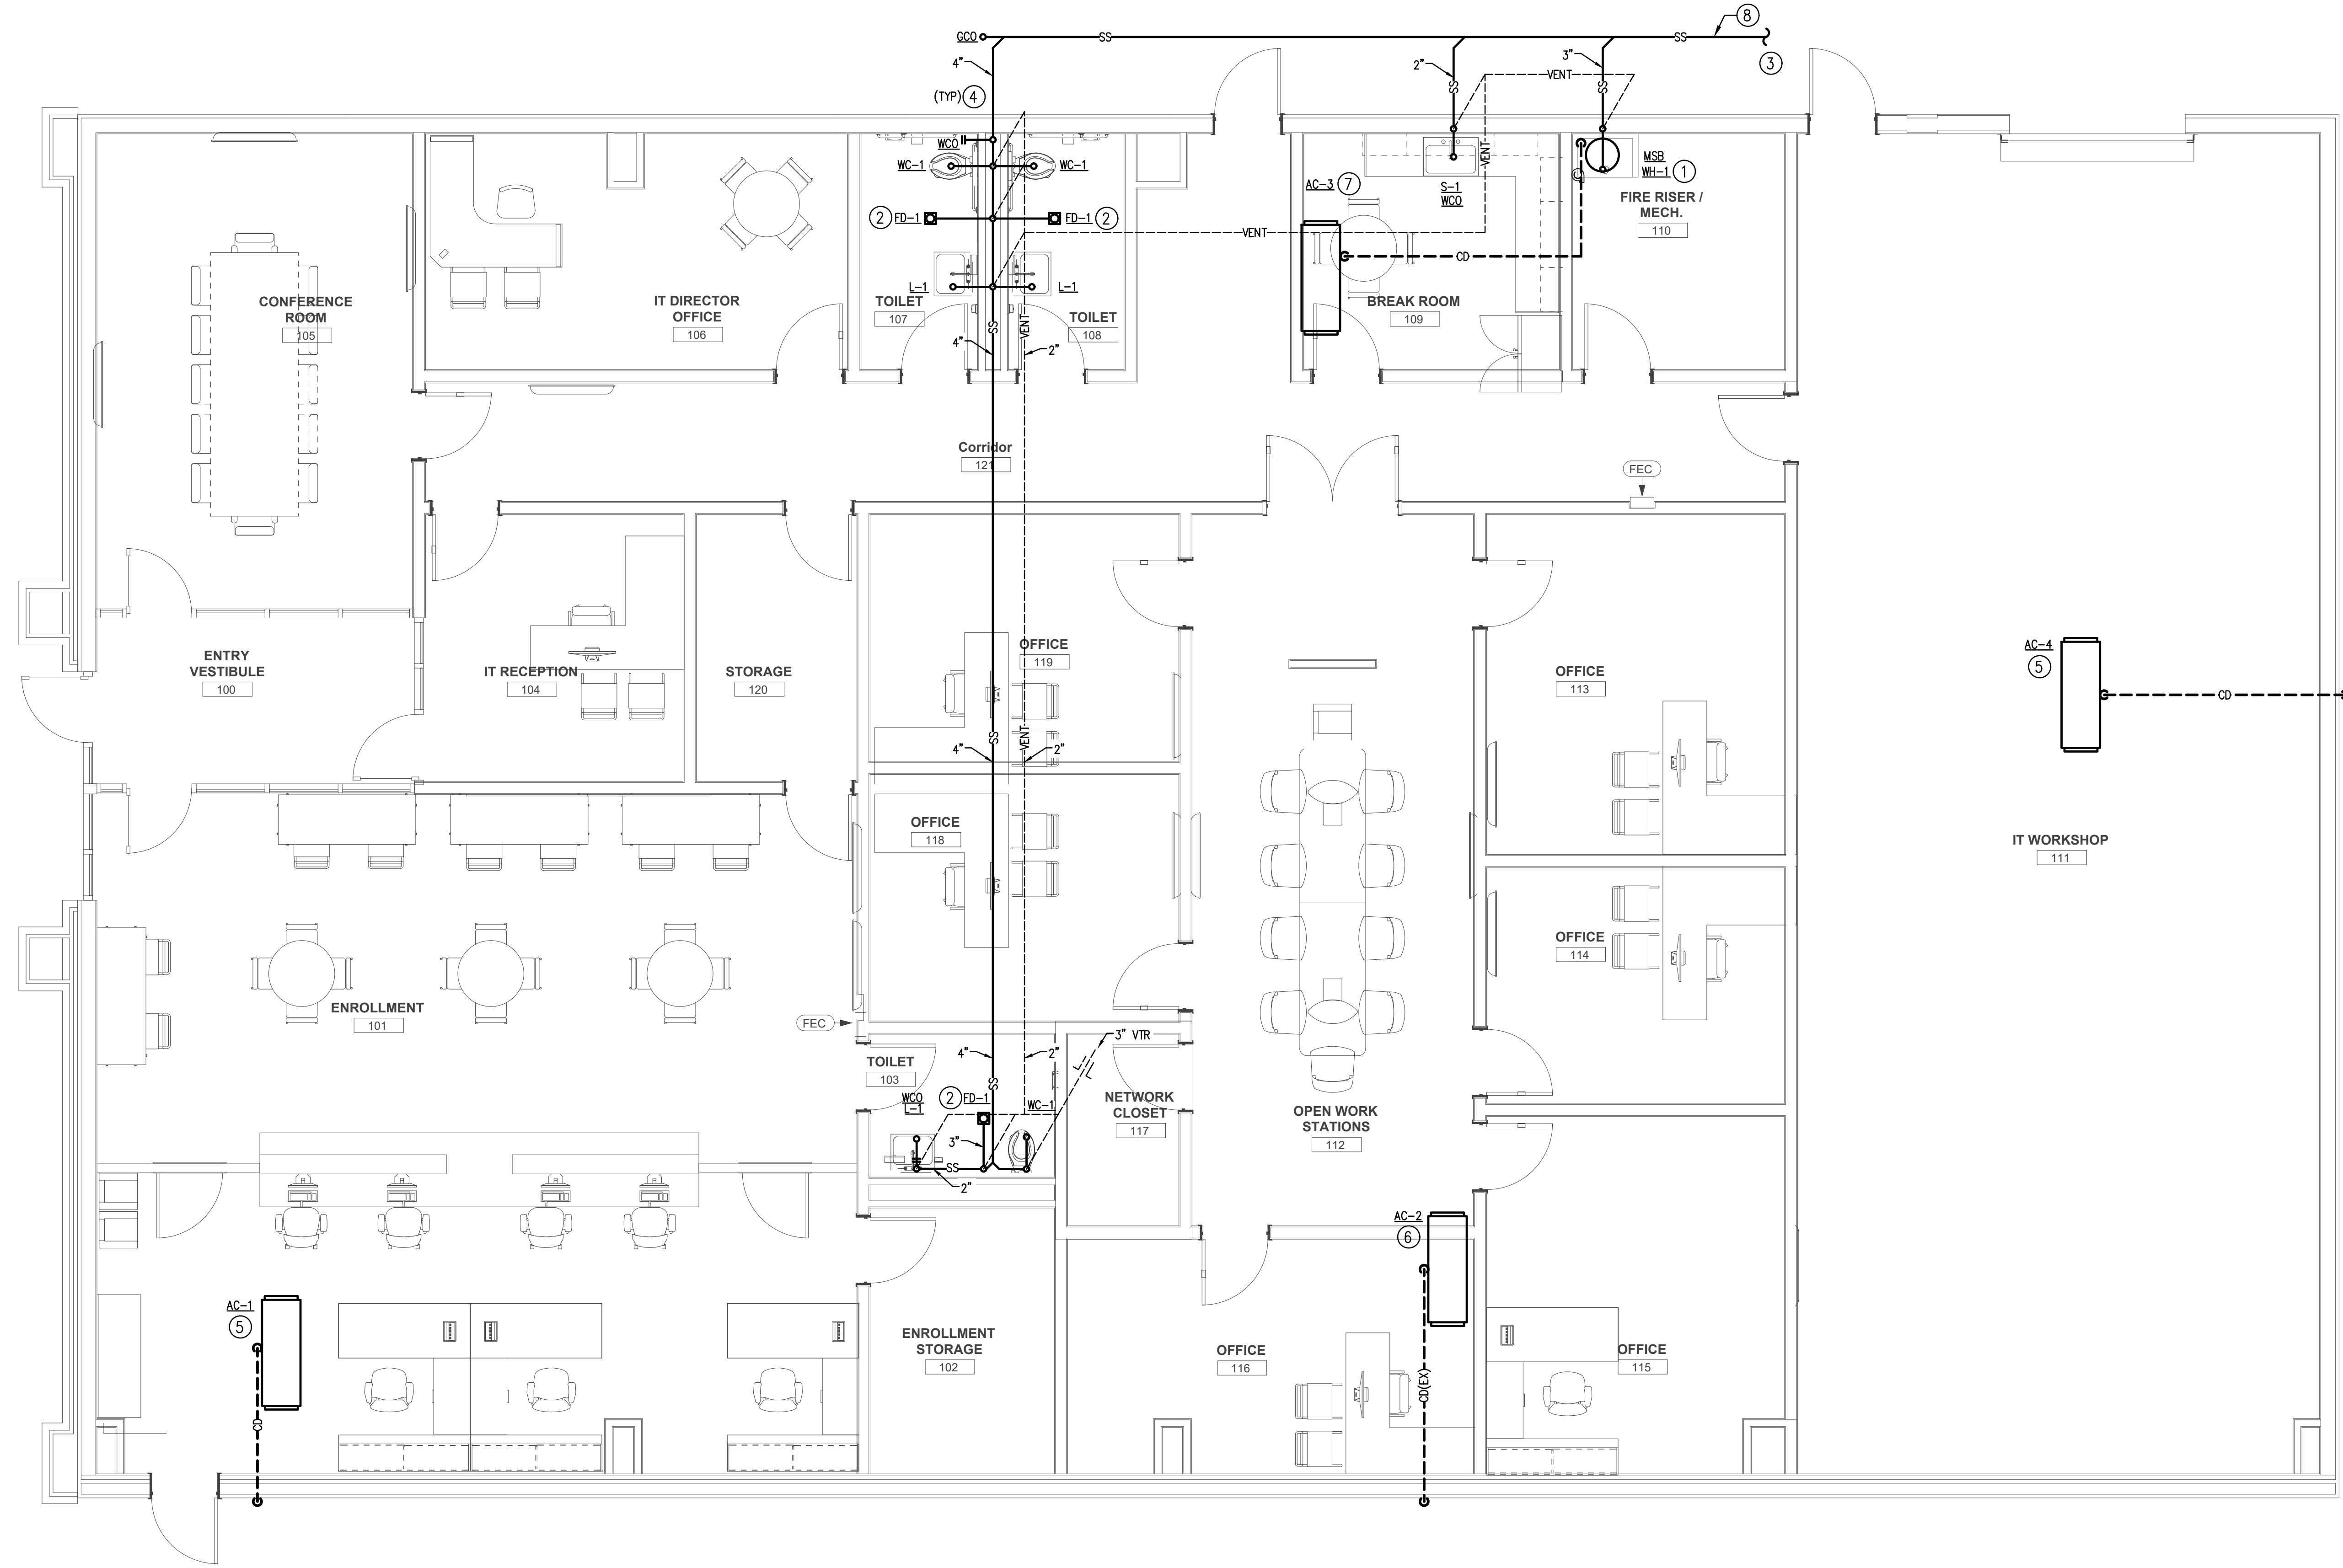 8
GCO
SS
SS
3
4"
2"
3"
VENT
SS
SS
(TYP) 4
WCO
WC-1
WC-1
VENT
AC-3 7
S-1
WCO
MSB
WH-1 1
CD
FIRE RISER /
MECH.
110
2 FD-1
FD-1 2
VENT
CD
L-1
L-1
CONFERENCE
ROOM
105
IT DIRECTOR
OFFICE
106
TOILET
107
TOILET
108
BREAK ROOM
109
SS
VENT
4"
2"
Corridor
121
FEC
ENTRY
VESTIBULE
100
IT RECEPTION
104
STORAGE
120
OFFICE
119
OFFICE
113
AC-4
5
CD
SS
VENT
4"
2"
OFFICE
118
IT WORKSHOP
111
OFFICE
114
ENROLLMENT
101
FEC
4"
2"
3" VTR
TOILET
103
SS
WCO
L-1
2 FD-1
WC-1
NETWORK
CLOSET
117
OPEN WORK
STATIONS
112
3"
SS
2"
AC-2
6
AC-1
5
ENROLLMENT
STORAGE
102
OFFICE
116
OFFICE
115
CD(EX)
CD